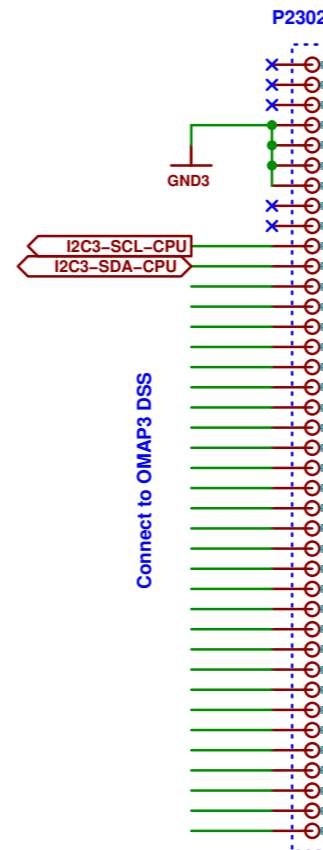 P2302
GND3
I2C3-SCL-CPU
I2C3-SDA-CPU
Connect to OMAP3 DSS